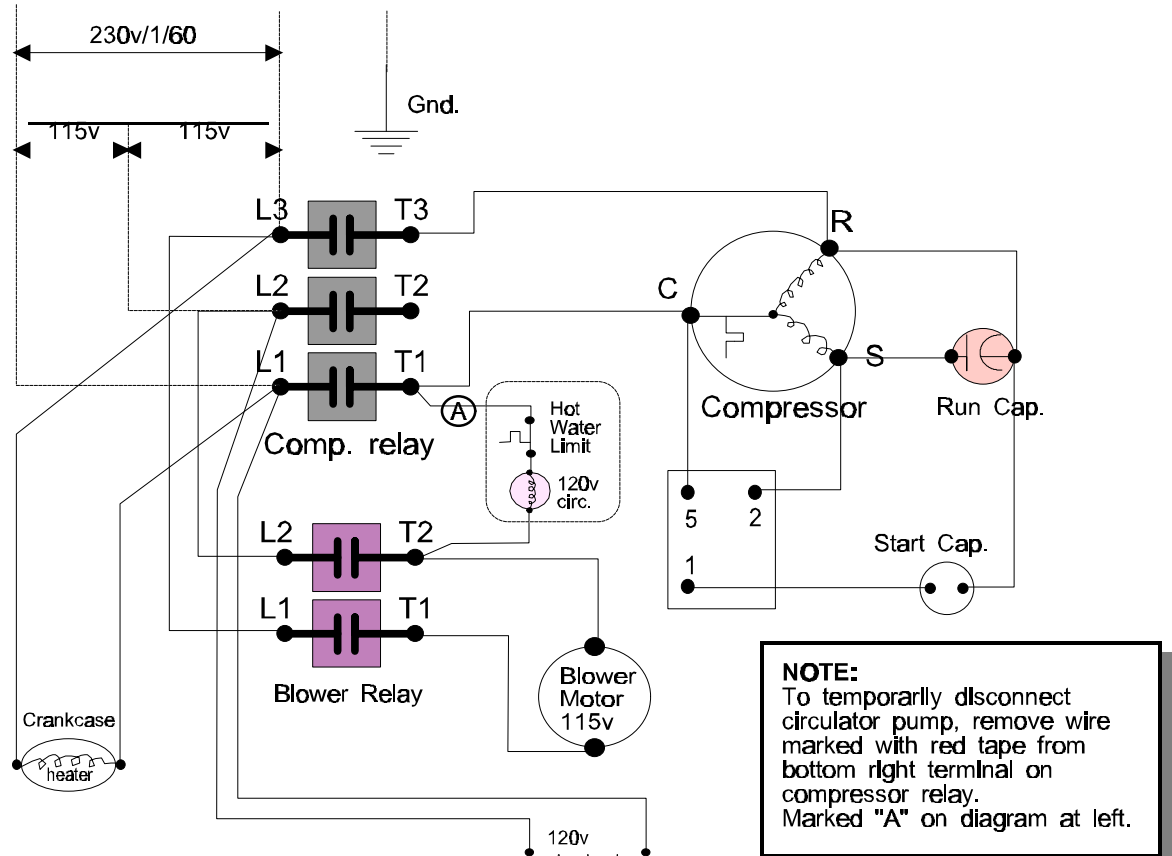 230v/1/60
Gnd.
115v
115v
L3
T3
R
L2
T2
C
L1
T1
S
A
Hot
Water
Limit
Compressor
Run Cap.
Comp. relay
120v
circ.
5
2
L2
T2
Start Cap.
1
L1
T1
Blower
Motor
115v
Blower Relay
NOTE:
To temporarily disconnect
circulator pump, remove wire
marked with red tape from
bottom right terminal on
compressor relay.
Marked "A" on diagram at left.
Crankcase
heater
120v